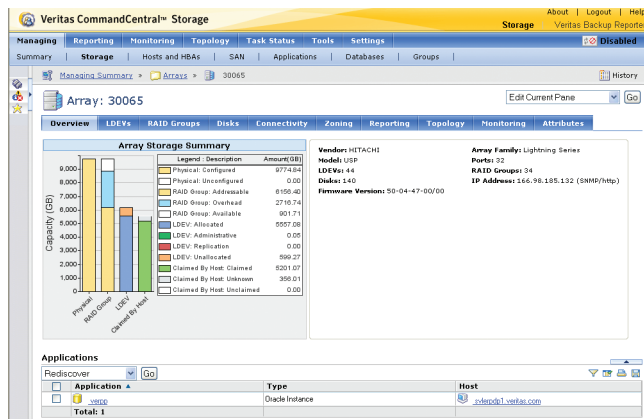 About | Logout | Help
Veritas CommandCentral™ Storage
Storage | Veritas Backup Reporter
Managing Reporting Monitoring Topology Task Status Tools Settings Disabled
Summary | Storage | Hosts and HBAs | SAN | Applications | Databases | Groups |
Managing Summary » Arrays » 30065 History
Array: 30065 Edit Current Pane Go
Overview LDEVs RAID Groups Disks Connectivity Zoning Reporting Topology Monitoring Attributes
Array Storage Summary
Capacity (GB)
9,000
8,000
7,000
6,000
5,000
4,000
3,000
2,000
1,000
0
Physical
RAID Group
LDEV
Claimed By Host
Legend : Description Amount(GB)
Physical: Configured 9774.84
Physical: Unconfigured 0.00
RAID Group: Addressable 6156.40
RAID Group: Overhead 2716.74
RAID Group: Available 901.71
LDEV: Allocated 5557.08
LDEV: Administrative 0.05
LDEV: Replication 0.00
LDEV: Unallocated 599.27
Claimed By Host: Claimed 5201.07
Claimed By Host: Unknown 356.01
Claimed By Host: Unclaimed 0.00
Vendor: HITACHI
Model: USP
LDEVs: 44
Disks: 140
Firmware Version: 50-04-47-00/00
Array Family: Lightning Series
Ports: 32
RAID Groups: 34
IP Address: 166.98.185.132 (SNMP/http)
Applications
Rediscover Go
Application Type Host
verpp Oracle Instance svlerpdp1.veritas.com
Total: 1